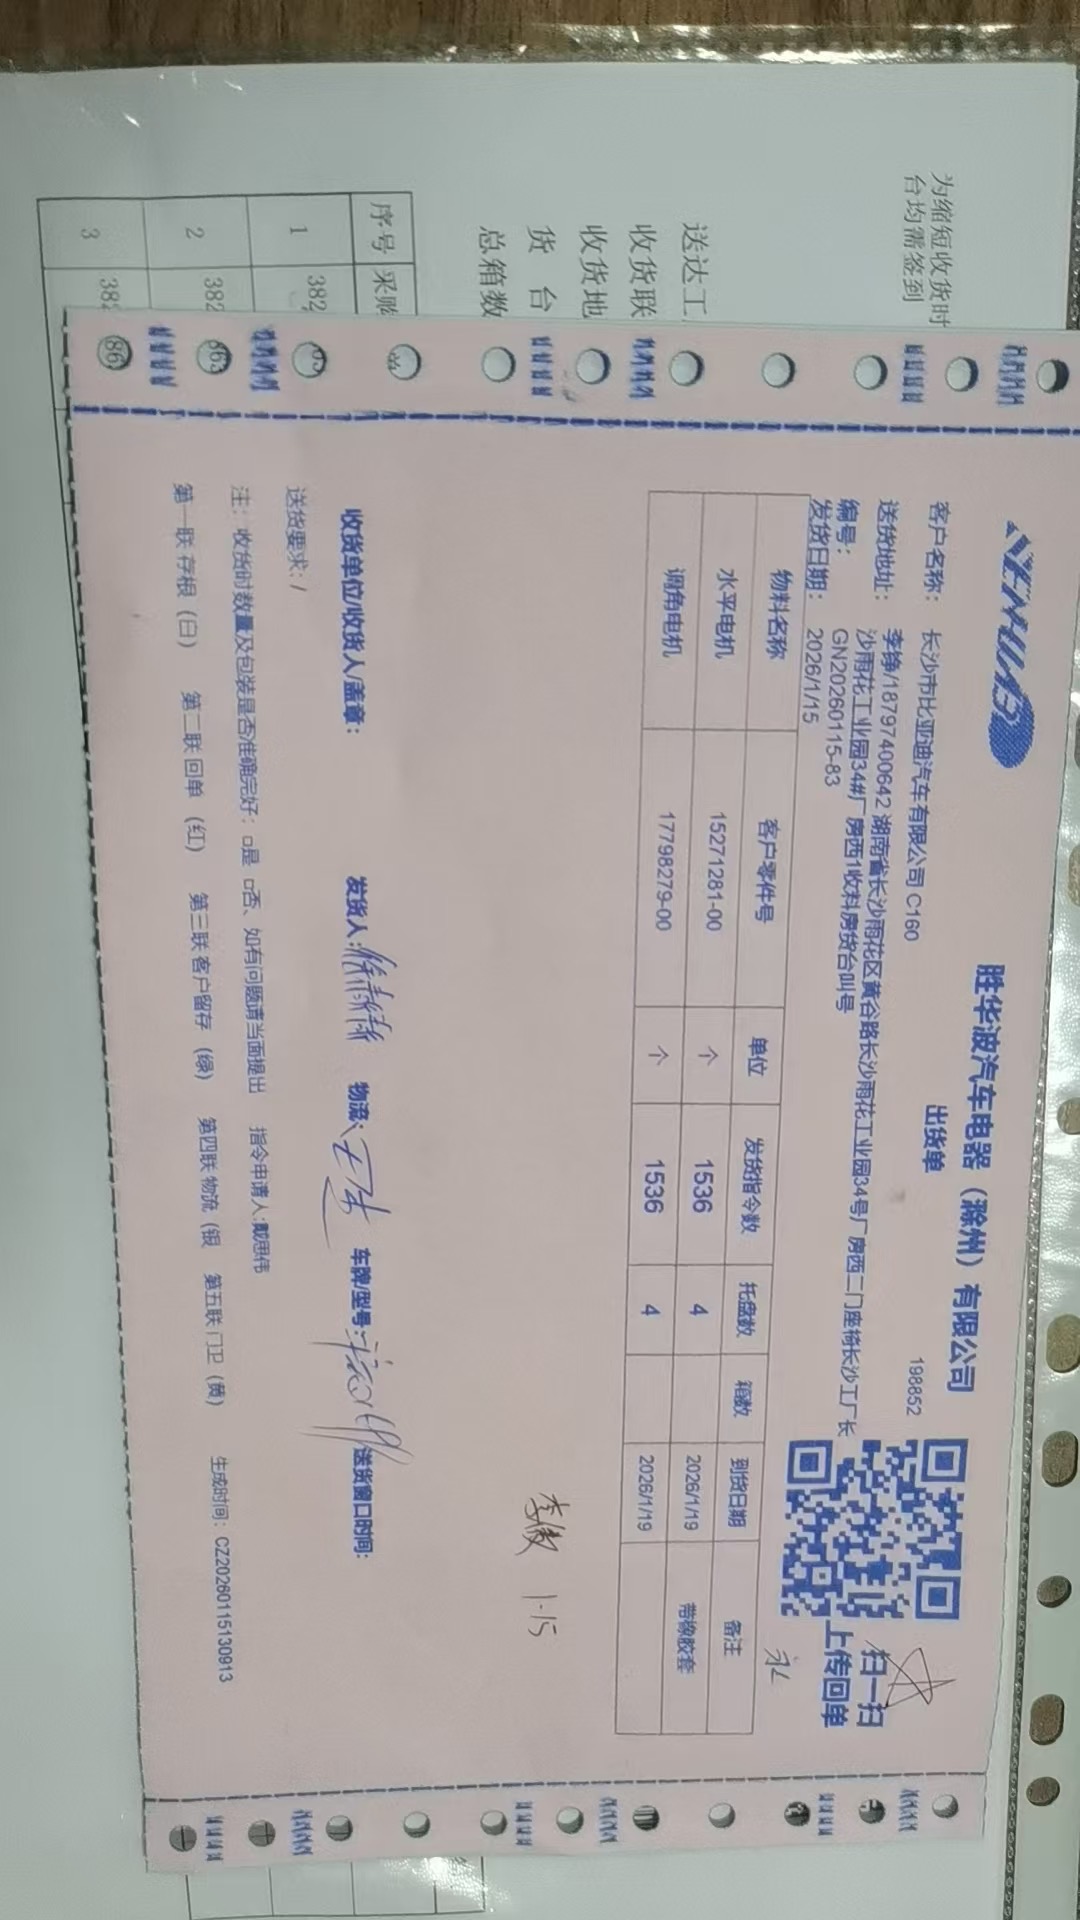 为缩短收货时
台均需签到
送达工
收货联
收货地
货 台
总箱数
序号 采购
1 382
2 382
3 382
SHENGHUABO
胜华波汽车电器（滁州）有限公司
出货单
198852
客户名称： 长沙市比亚迪汽车有限公司 C160
送货地址： 李铮/18797400642 湖南省长沙雨花区黄谷路长沙雨花工业园34号厂房西二门座椅长沙工厂长
沙雨花工业园34#厂房西1收料房货台叫号
编号： GN20260115-83
发货日期： 2026/1/15
扫一扫
上传回单
物料名称 客户零件号 单位 发货指令数 托盘数 箱数 到货日期 备注
水平电机 15271281-00 个 1536 4 2026/1/19 带橡胶套
调角电机 17798279-00 个 1536 4 2026/1/19
1-15
收货单位/收货人/盖章： 发货人: 物流: 车牌/型号: 送货窗口时间:
送货要求: /
注：收货时数量及包装是否准确完好：□是 □否、如有问题请当面提出 指令申请人:戴思伟
第一联 存根（白） 第二联 回单（红） 第三联 客户留存（绿） 第四联 物流（银 第五联 门卫（黄） 生成时间：CZ20260115130913